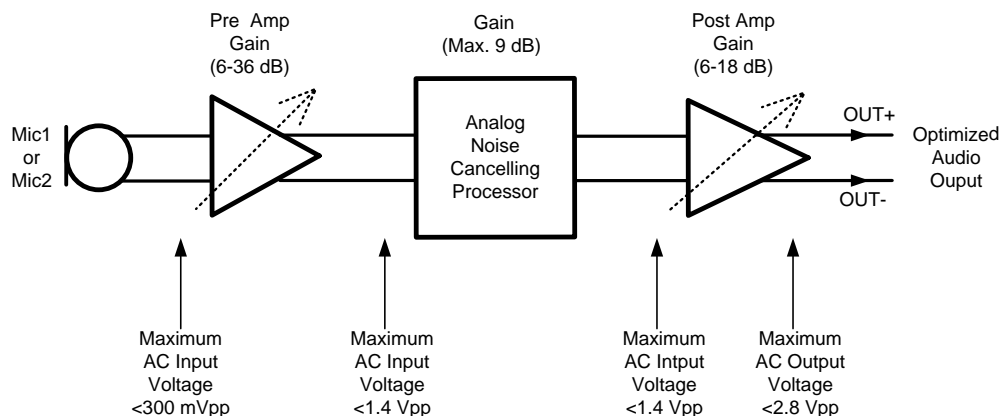 Pre Amp
Gain
(6-36 dB)
Gain
(Max. 9 dB)
Post Amp
Gain
(6-18 dB)
Mic1
or
Mic2
Analog
Noise
Cancelling
Processor
OUT+
OUT-
Optimized
Audio
Ouput
Maximum
AC Input
Voltage
<300 mVpp
Maximum
AC Input
Voltage
<1.4 Vpp
Maximum
AC Intput
Voltage
<1.4 Vpp
Maximum
AC Output
Voltage
<2.8 Vpp